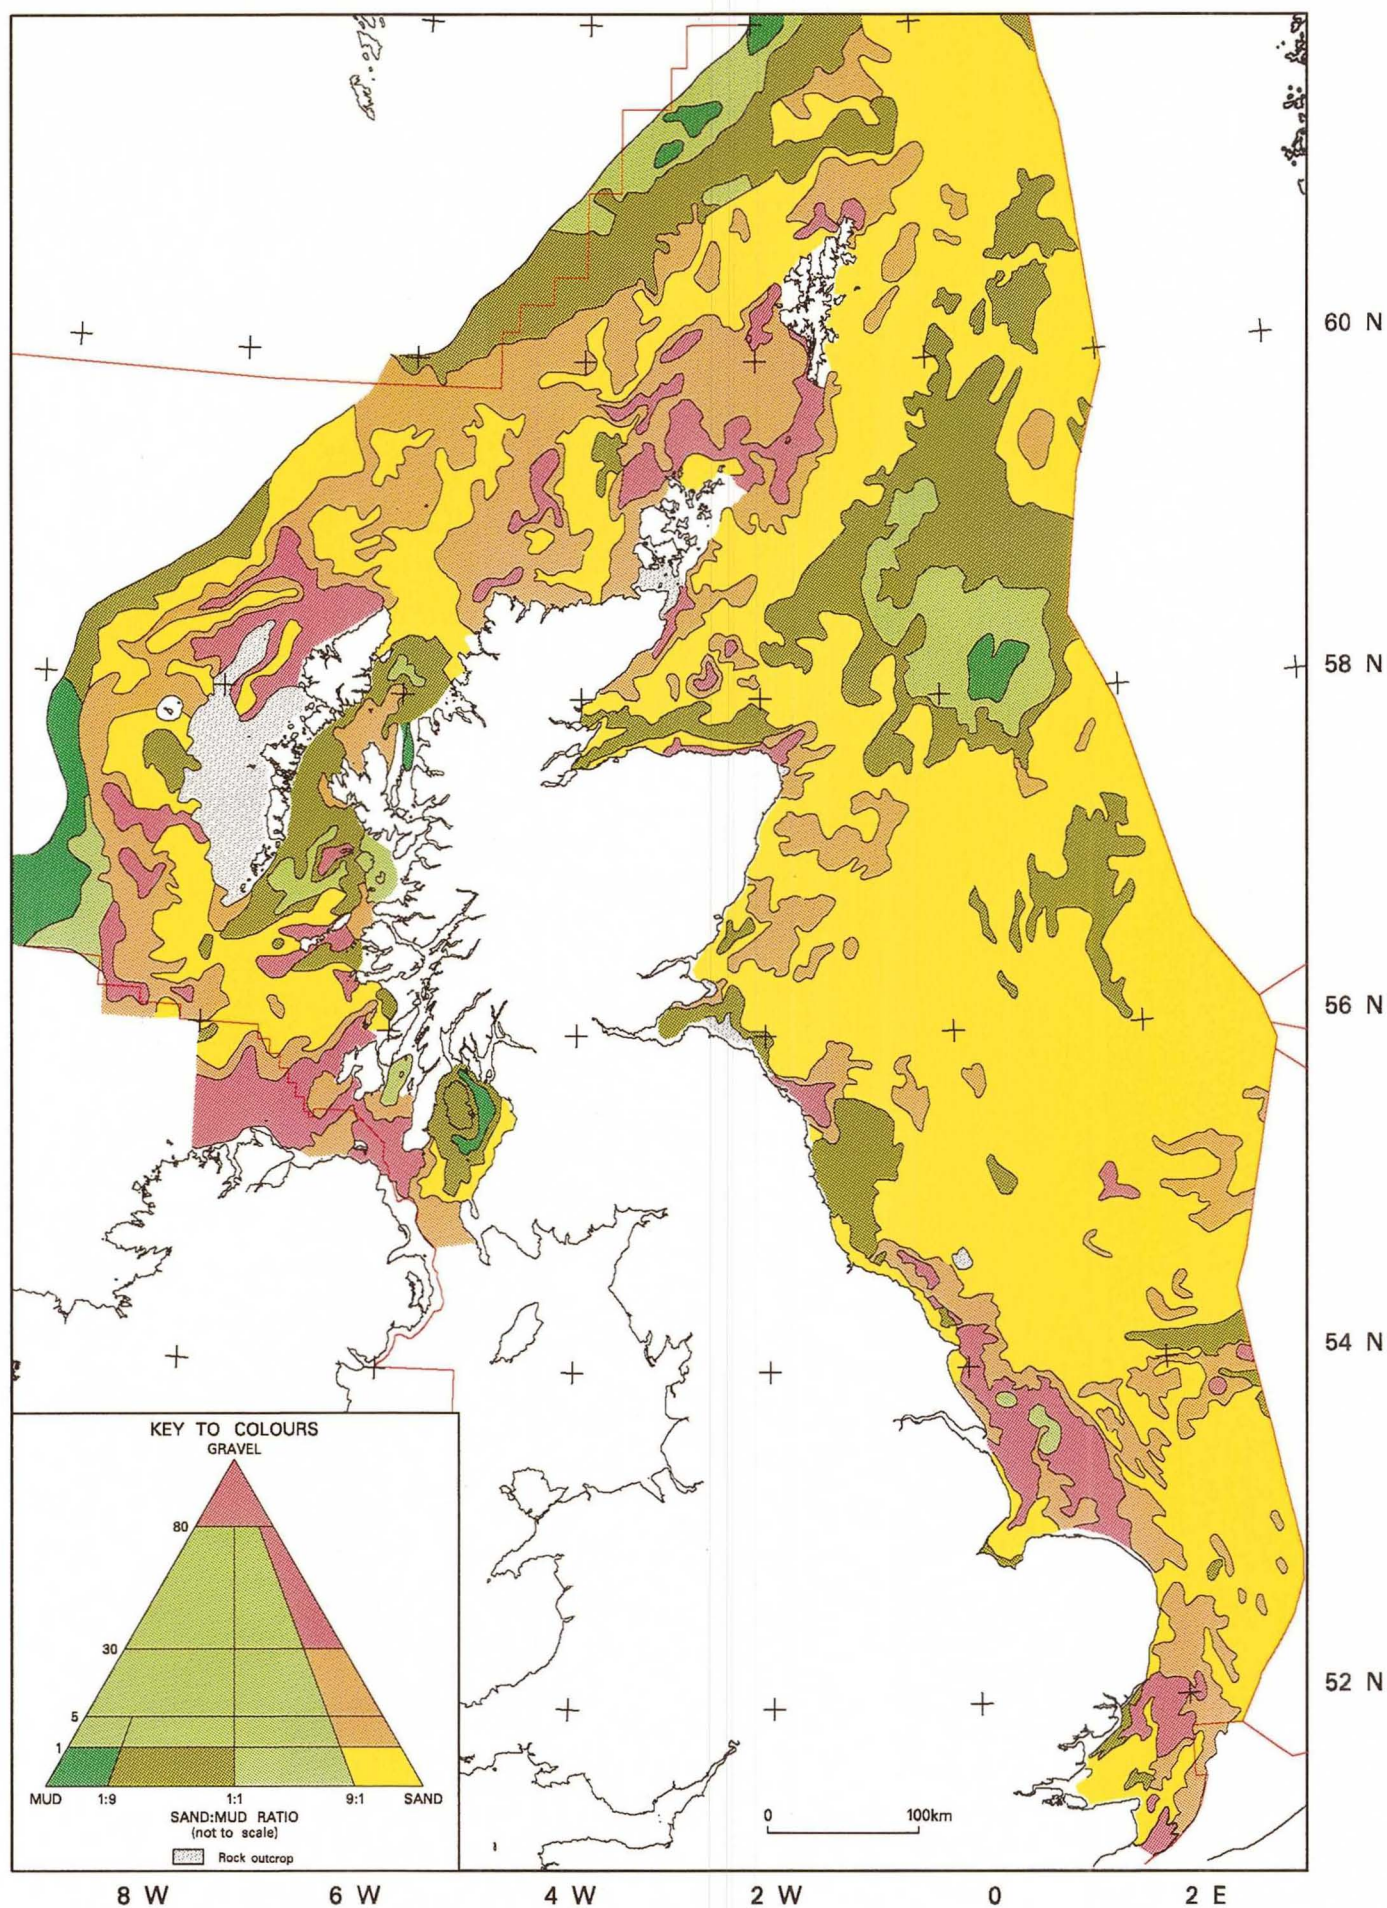 60 N
58 N
56 N
54 N
52 N
KEY TO COLOURS
GRAVEL
80
30
5
1
MUD 1:9 1:1 9:1 SAND
SAND:MUD RATIO
(not to scale)
Rock outcrop
0 100km
8 W 6 W 4 W 2 W 0 2 E